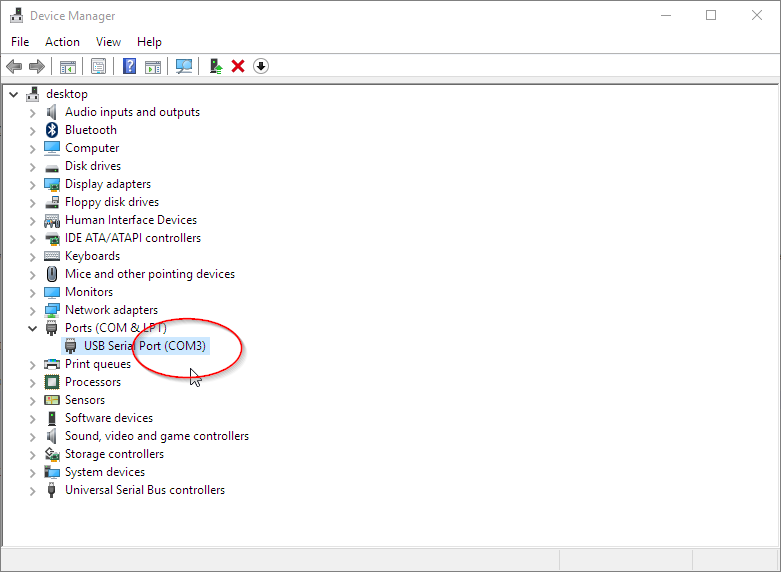 Device Manager
File Action View Help
desktop
Audio inputs and outputs
Bluetooth
Computer
Disk drives
Display adapters
Floppy disk drives
Human Interface Devices
IDE ATA/ATAPI controllers
Keyboards
Mice and other pointing devices
Monitors
Network adapters
Ports (COM & LPT)
USB Serial Port (COM3)
Print queues
Processors
Sensors
Software devices
Sound, video and game controllers
Storage controllers
System devices
Universal Serial Bus controllers